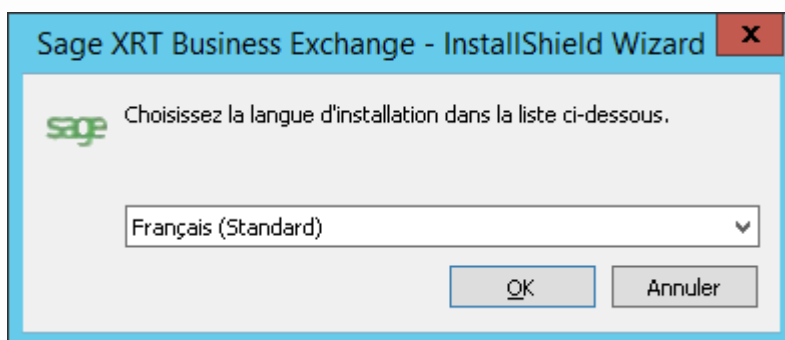 Sage XRT Business Exchange - InstallShield Wizard
x
sage
Choisissez la langue d'installation dans la liste ci-dessous.
Français (Standard)
OK
Annuler